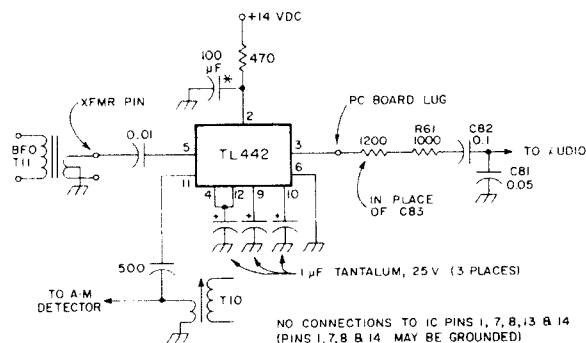 +14 VDC
100
µF
*
470
XFMR PIN
PC BOARD LUG
2
BFO
T11
0.01
5
TL442
3
1200
R61
1000
C82
0.1
TO AUDIO
11
6
4
12
9
10
IN PLACE
OF C83
C81
0.05
+
+
+
500
1 µF TANTALUM, 25 V (3 PLACES)
TO A-M
DETECTOR
T10
NO CONNECTIONS TO IC PINS 1, 7, 8, 13 & 14
(PINS 1, 7, 8 & 14 MAY BE GROUNDED)